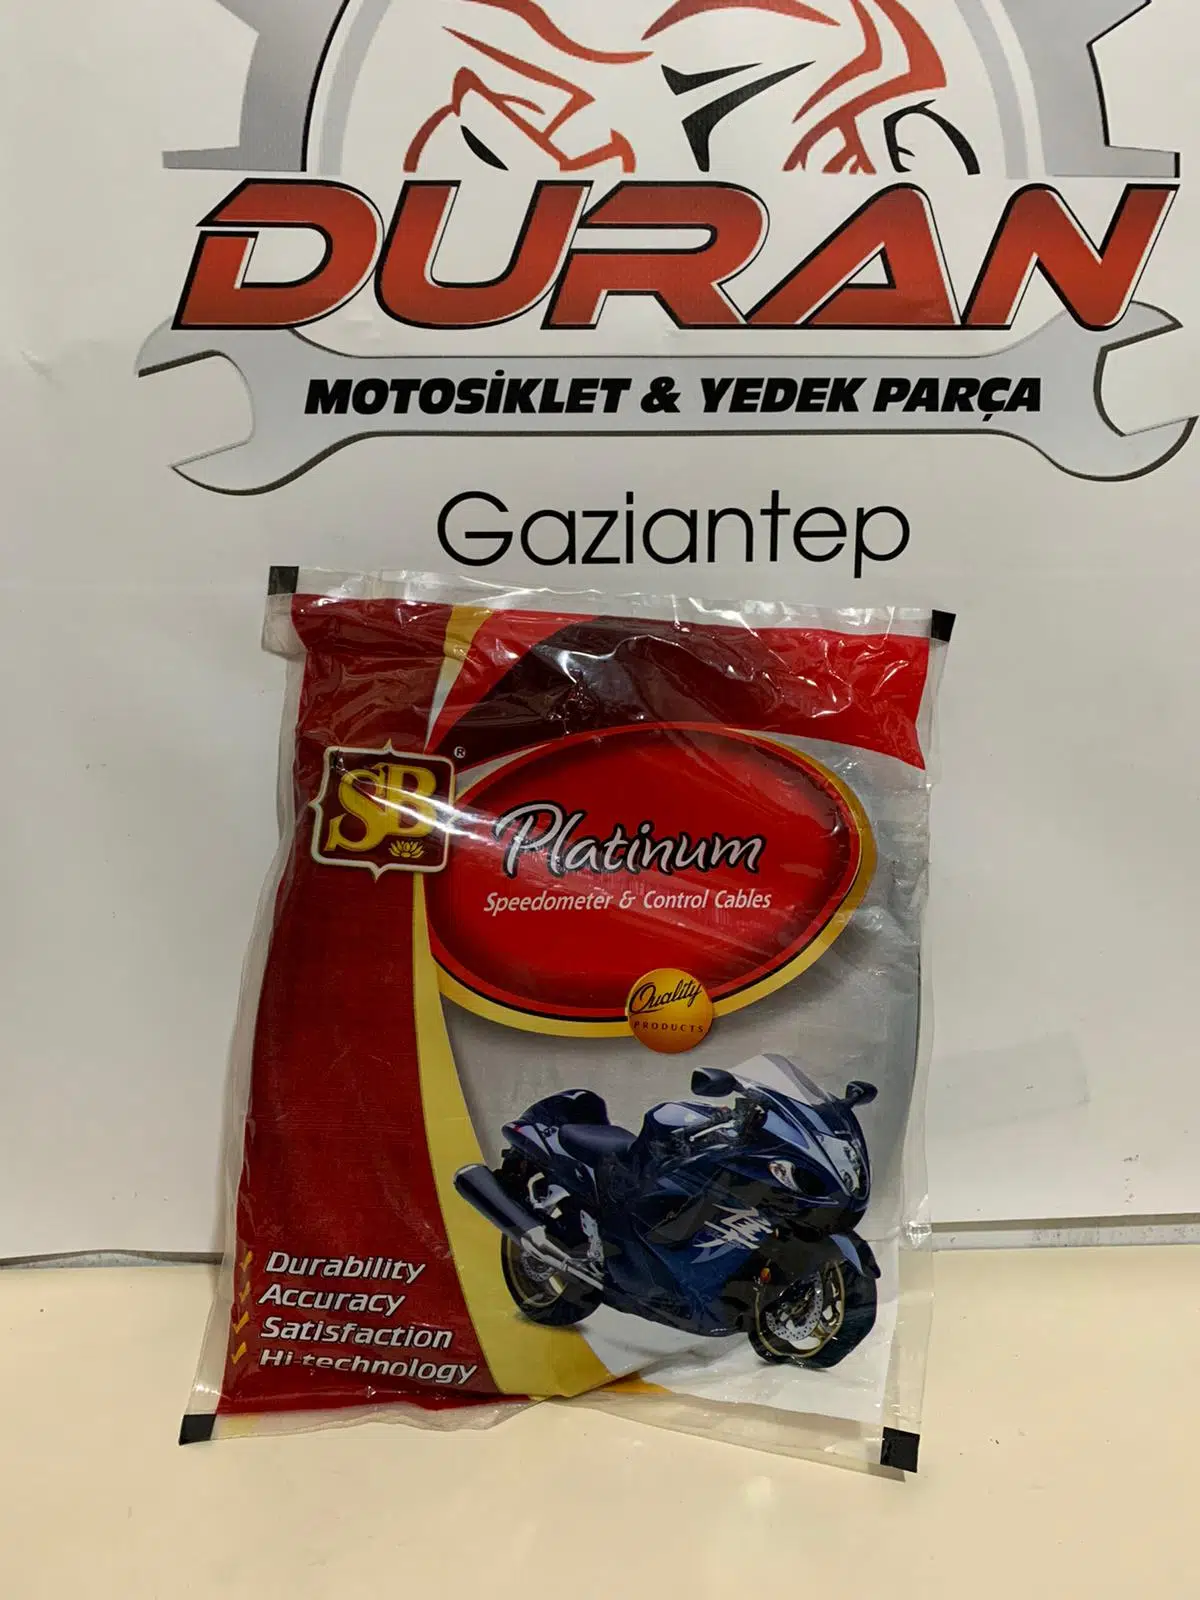 DURAN
MOTOSİKLET & YEDEK PARÇA
Gaziantep
SB
®
Platinum
Speedometer & Control Cables
Quality
PRODUCTS
Durability
Accuracy
Satisfaction
Hi-technology